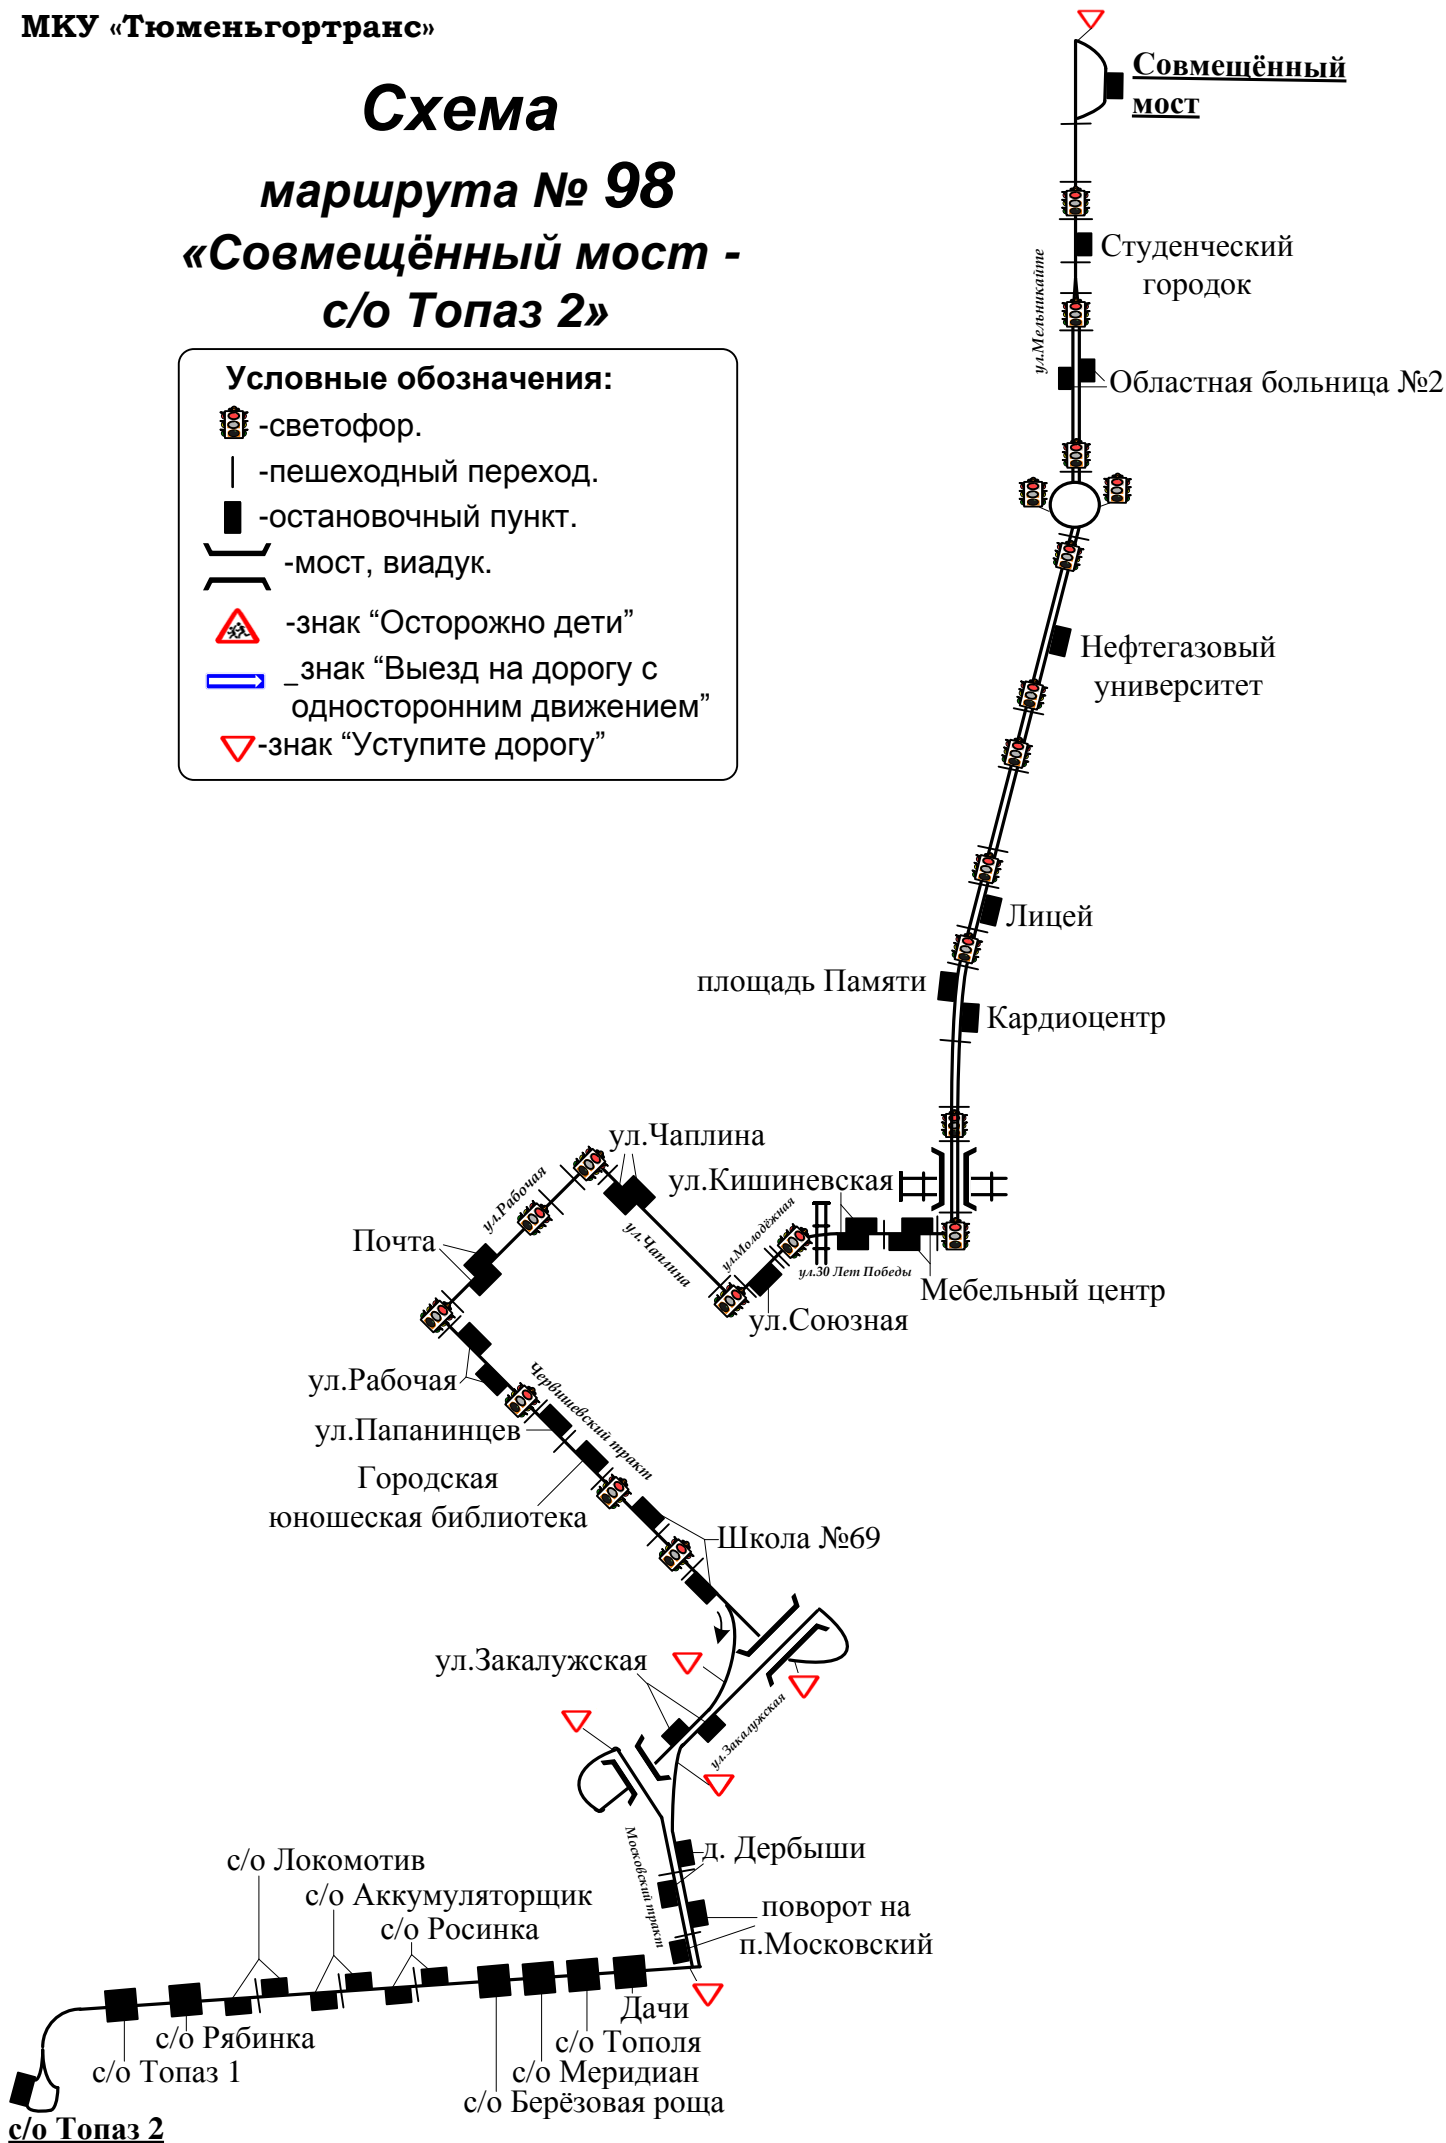 МКУ «Тюменьгортранс»
Схема
маршрута № 98
«Совмещённый мост -
с/о Топаз 2»
Условные обозначения:
-светофор.
-пешеходный переход.
-остановочный пункт.
-мост, виадук.
-знак “Осторожно дети”
_знак “Выезд на дорогу с
односторонним движением”
-знак “Уступите дорогу”
Совмещённый
мост
Студенческий
городок
ул.Мельникайте
Областная больница №2
Нефтегазовый
университет
Лицей
площадь Памяти
Кардиоцентр
ул.Чаплина
ул.Кишиневская
ул.Рабочая
ул.Чаплина
ул.Молодёжная
ул.30 Лет Победы
Почта
Мебельный центр
ул.Союзная
ул.Рабочая
Червишевский тракт
ул.Папанинцев
Городская
юношеская библиотека
Школа №69
ул.Закалужская
ул.Закалужская
Московский тракт
д. Дербыши
поворот на
п.Московский
с/о Локомотив
с/о Аккумуляторщик
с/о Росинка
Дачи
с/о Тополя
с/о Меридиан
с/о Берёзовая роща
с/о Рябинка
с/о Топаз 1
с/о Топаз 2